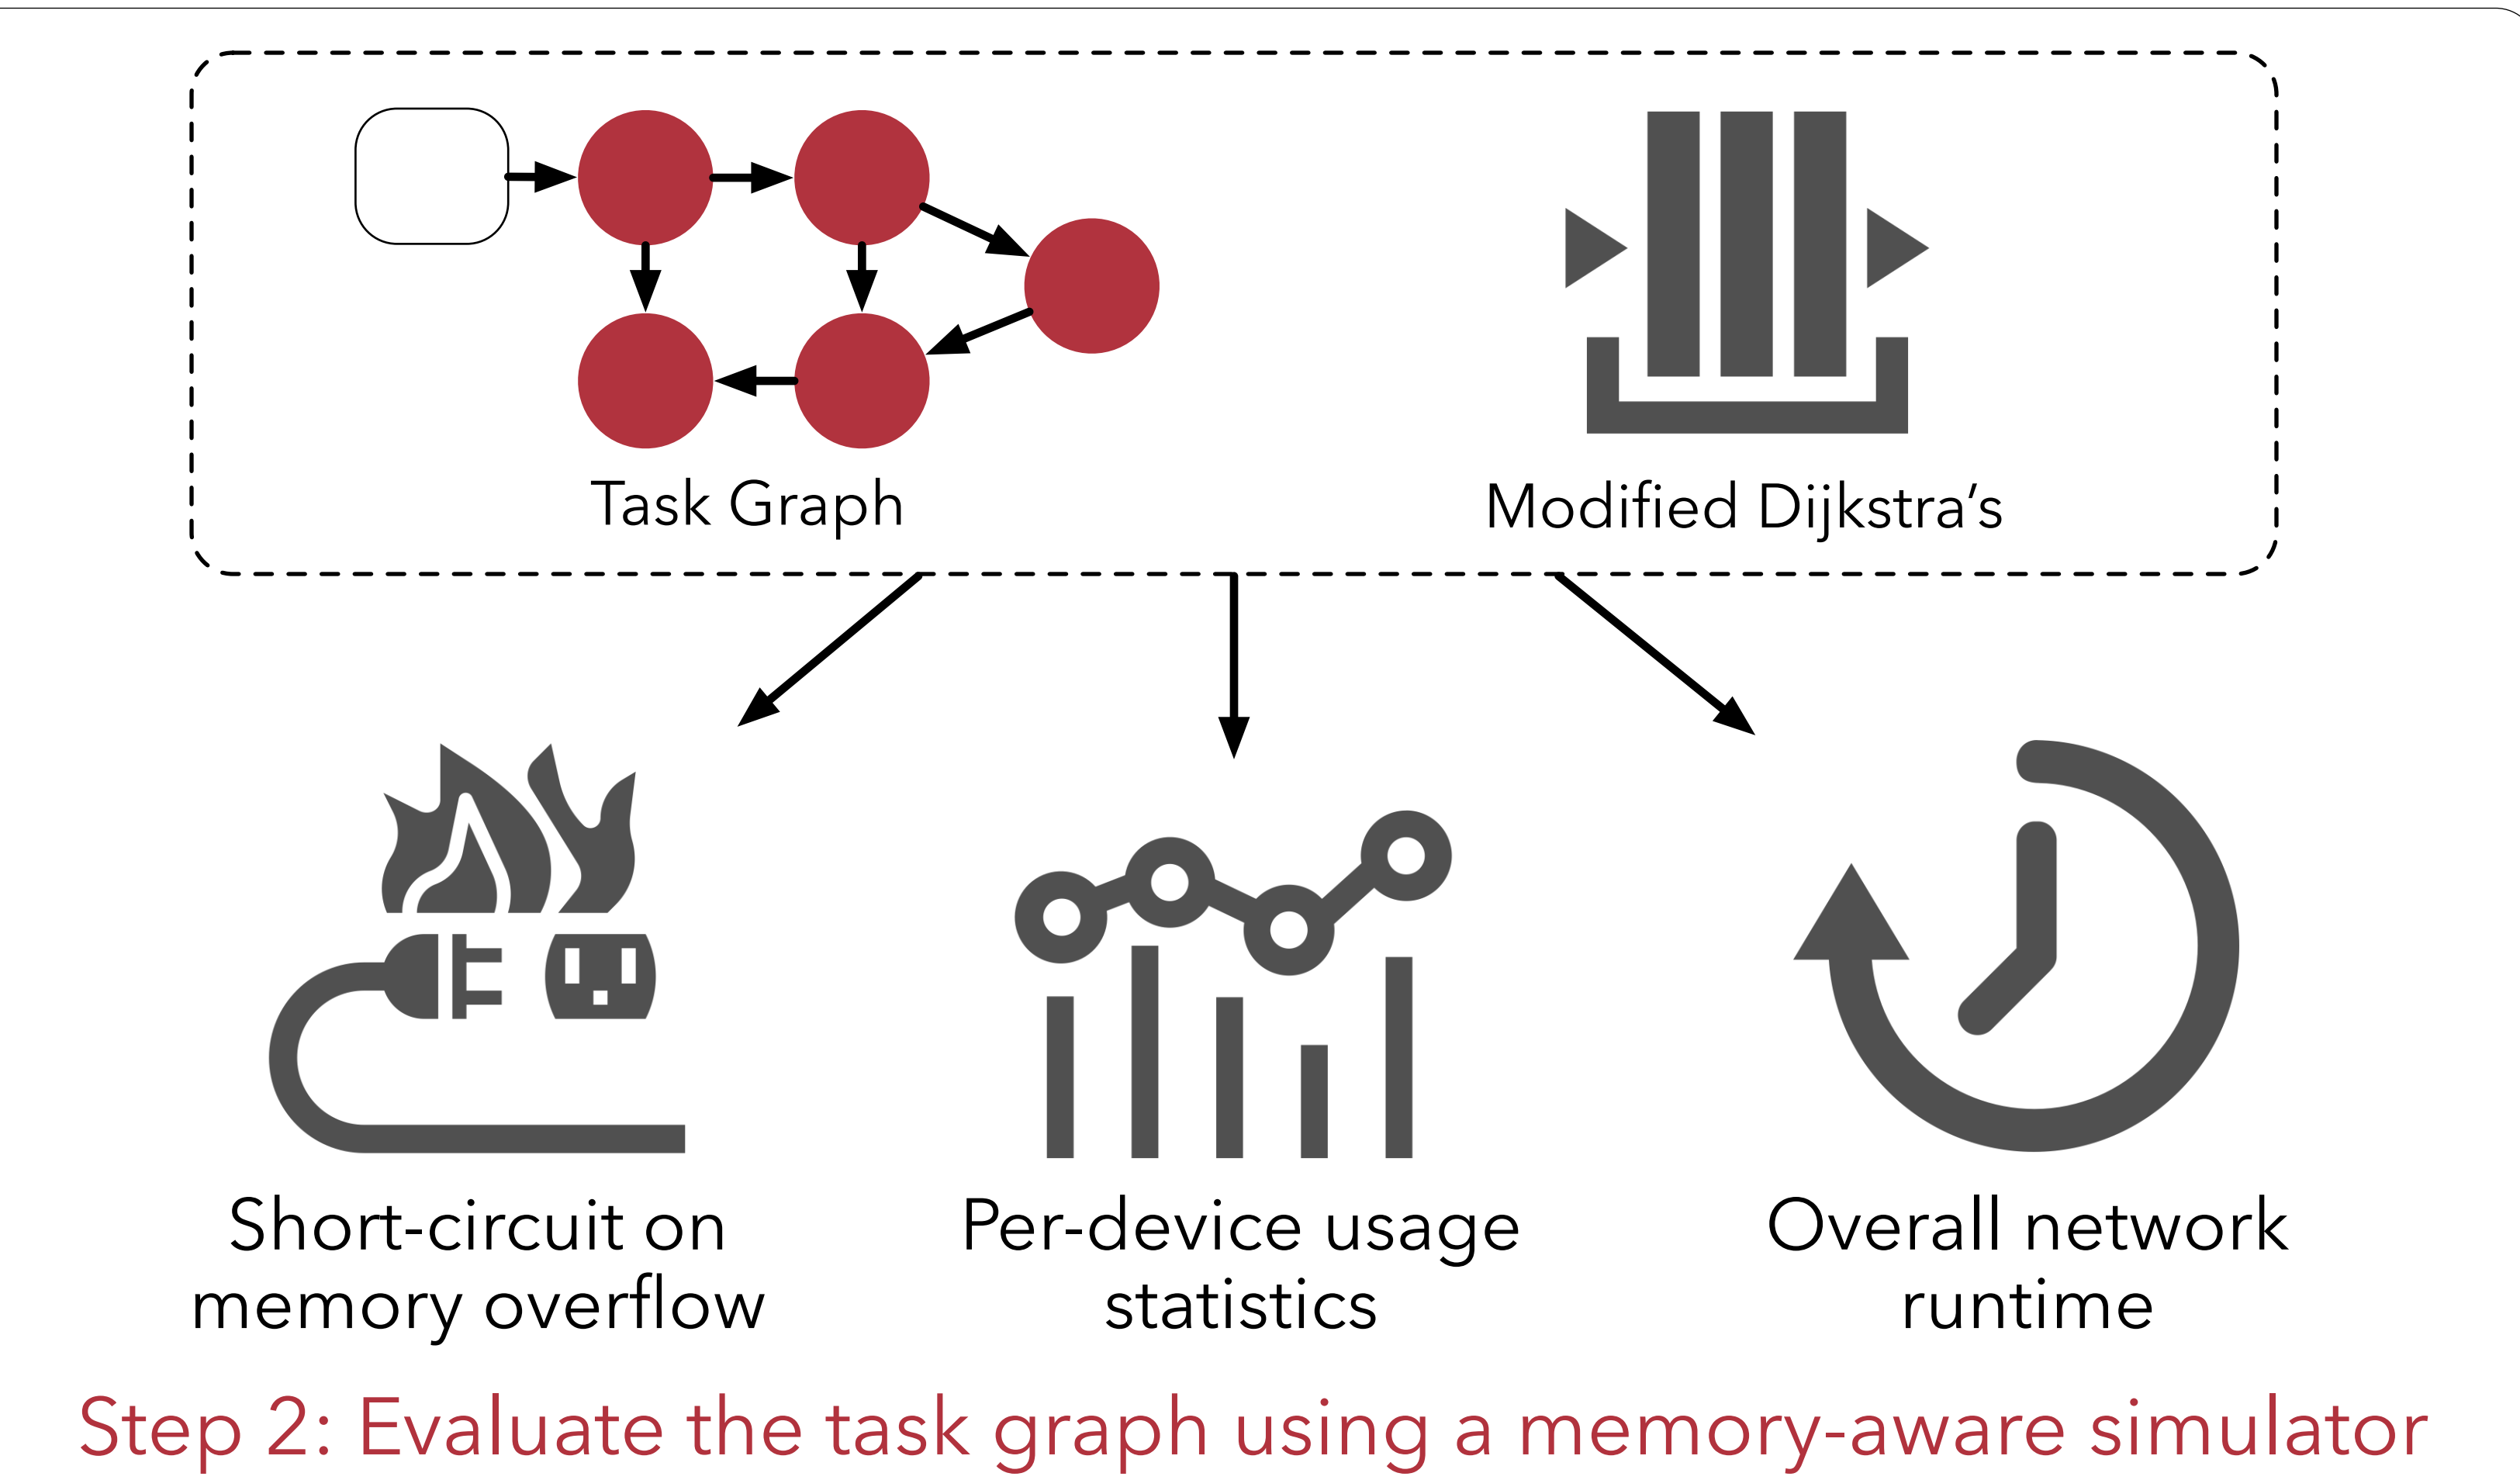 Task Graph
Modified Dijkstra's
Short-circuit on
memory overflow
Per-device usage
statistics
Overall network
runtime
Step 2: Evaluate the task graph using a memory-aware simulator